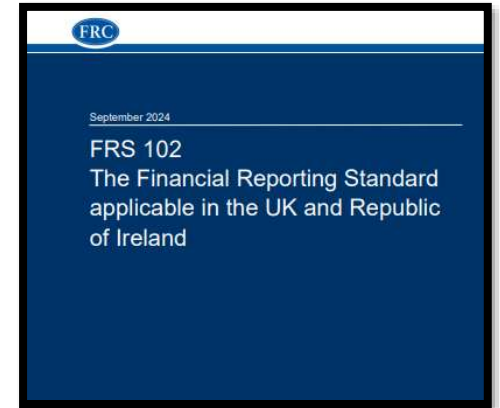 FRC
September 2024
FRS 102
The Financial Reporting Standard
applicable in the UK and Republic
of Ireland